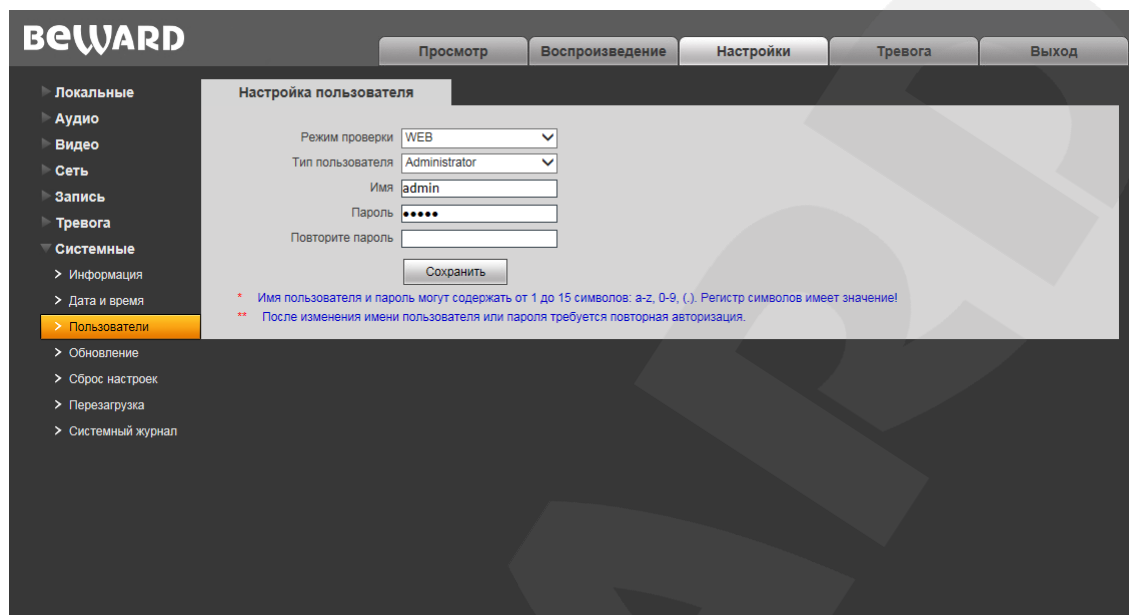 BEWARD
Просмотр
Воспроизведение
Настройки
Тревога
Выход
Локальные
Аудио
Видео
Сеть
Запись
Тревога
Системные
Информация
Дата и время
Пользователи
Обновление
Сброс настроек
Перезагрузка
Системный журнал
Настройка пользователя
Режим проверки WEB
Тип пользователя Administrator
Имя admin
Пароль •••••
Повторите пароль
Сохранить
* Имя пользователя и пароль могут содержать от 1 до 15 символов: a-z, 0-9, (.). Регистр символов имеет значение!
** После изменения имени пользователя или пароля требуется повторная авторизация.